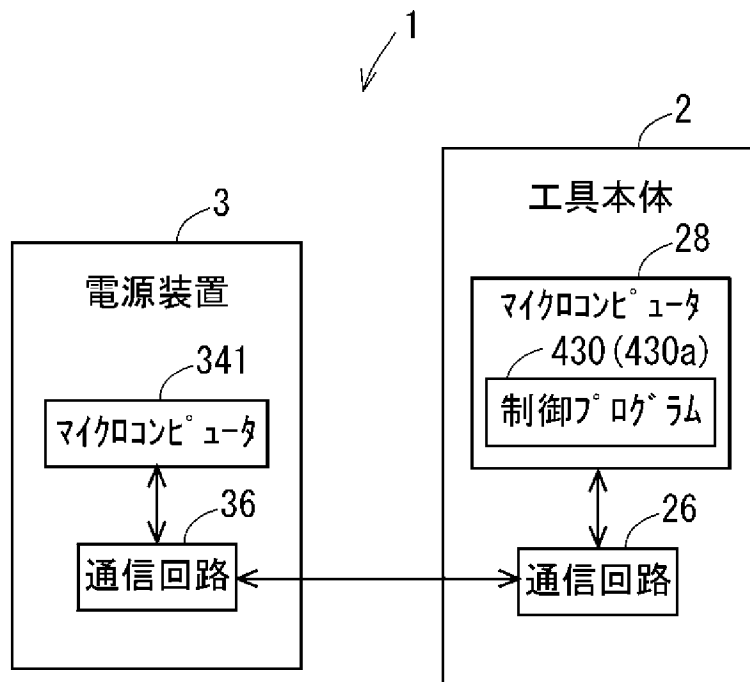 1
2
工具本体
3
28
電源装置
マイクロコンピュータ
430(430a)
341
制御プログラム
マイクロコンピュータ
36
26
通信回路
通信回路